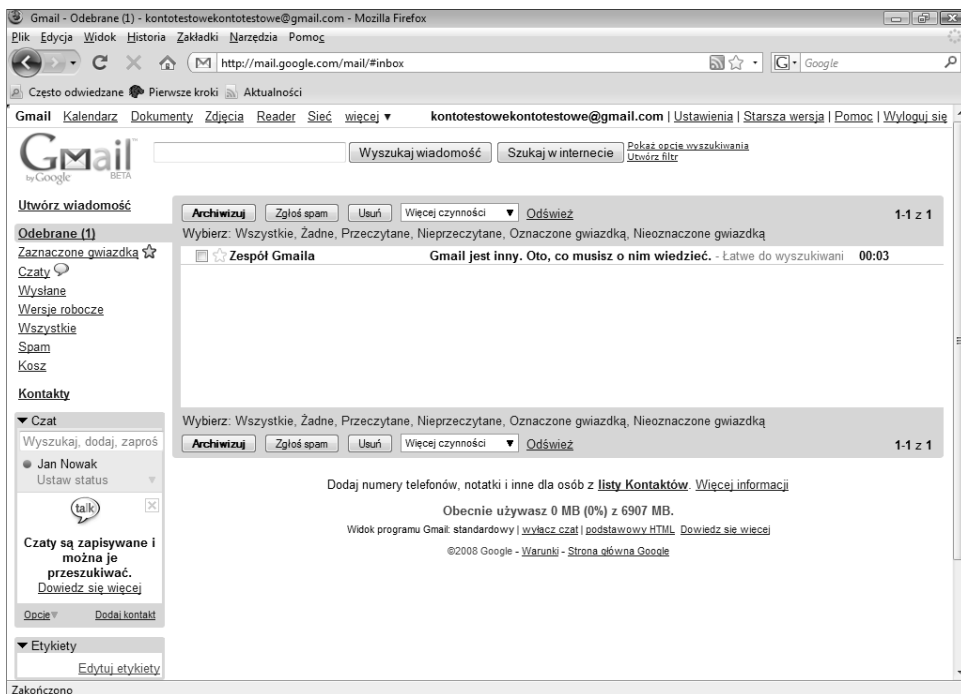 Gmail - Odebrane (1) - kontotestowekontotestowe@gmail.com - Mozilla Firefox
Plik Edycja Widok Historia Zakładki Narzędzia Pomoc
http://mail.google.com/mail/#inbox
G Google
Często odwiedzane Pierwsze kroki Aktualności
Gmail Kalendarz Dokumenty Zdjęcia Reader Sieć więcej ▼ kontotestowekontotestowe@gmail.com | Ustawienia | Starsza wersja | Pomoc | Wyloguj się
Gmail by Google BETA
Wyszukaj wiadomość Szukaj w internecie
Pokaż opcje wyszukiwania
Utwórz filtr
Utwórz wiadomość
Odebrane (1)
Zaznaczone gwiazdką
Czaty
Wysłane
Wersje robocze
Wszystkie
Spam
Kosz
Kontakty
▼ Czat
Wyszukaj, dodaj, zaproś
Jan Nowak
Ustaw status
talk
Czaty są zapisywane i
można je
przeszukiwać.
Dowiedz się więcej
Opcje Dodaj kontakt
▼ Etykiety
Edytuj etykiety
Archiwizuj Zgłoś spam Usuń Więcej czynności ▼ Odśwież 1-1 z 1
Wybierz: Wszystkie, Żadne, Przeczytane, Nieprzeczytane, Oznaczone gwiazdką, Nieoznaczone gwiazdką
Zespół Gmaila Gmail jest inny. Oto, co musisz o nim wiedzieć. - Łatwe do wyszukiwani 00:03
Wybierz: Wszystkie, Żadne, Przeczytane, Nieprzeczytane, Oznaczone gwiazdką, Nieoznaczone gwiazdką
Archiwizuj Zgłoś spam Usuń Więcej czynności ▼ Odśwież 1-1 z 1
Dodaj numery telefonów, notatki i inne dla osób z listy Kontaktów. Więcej informacji
Obecnie używasz 0 MB (0%) z 6907 MB.
Widok programu Gmail: standardowy | wyłącz czat | podstawowy HTML Dowiedz się więcej
©2008 Google - Warunki - Strona główna Google
Zakończono